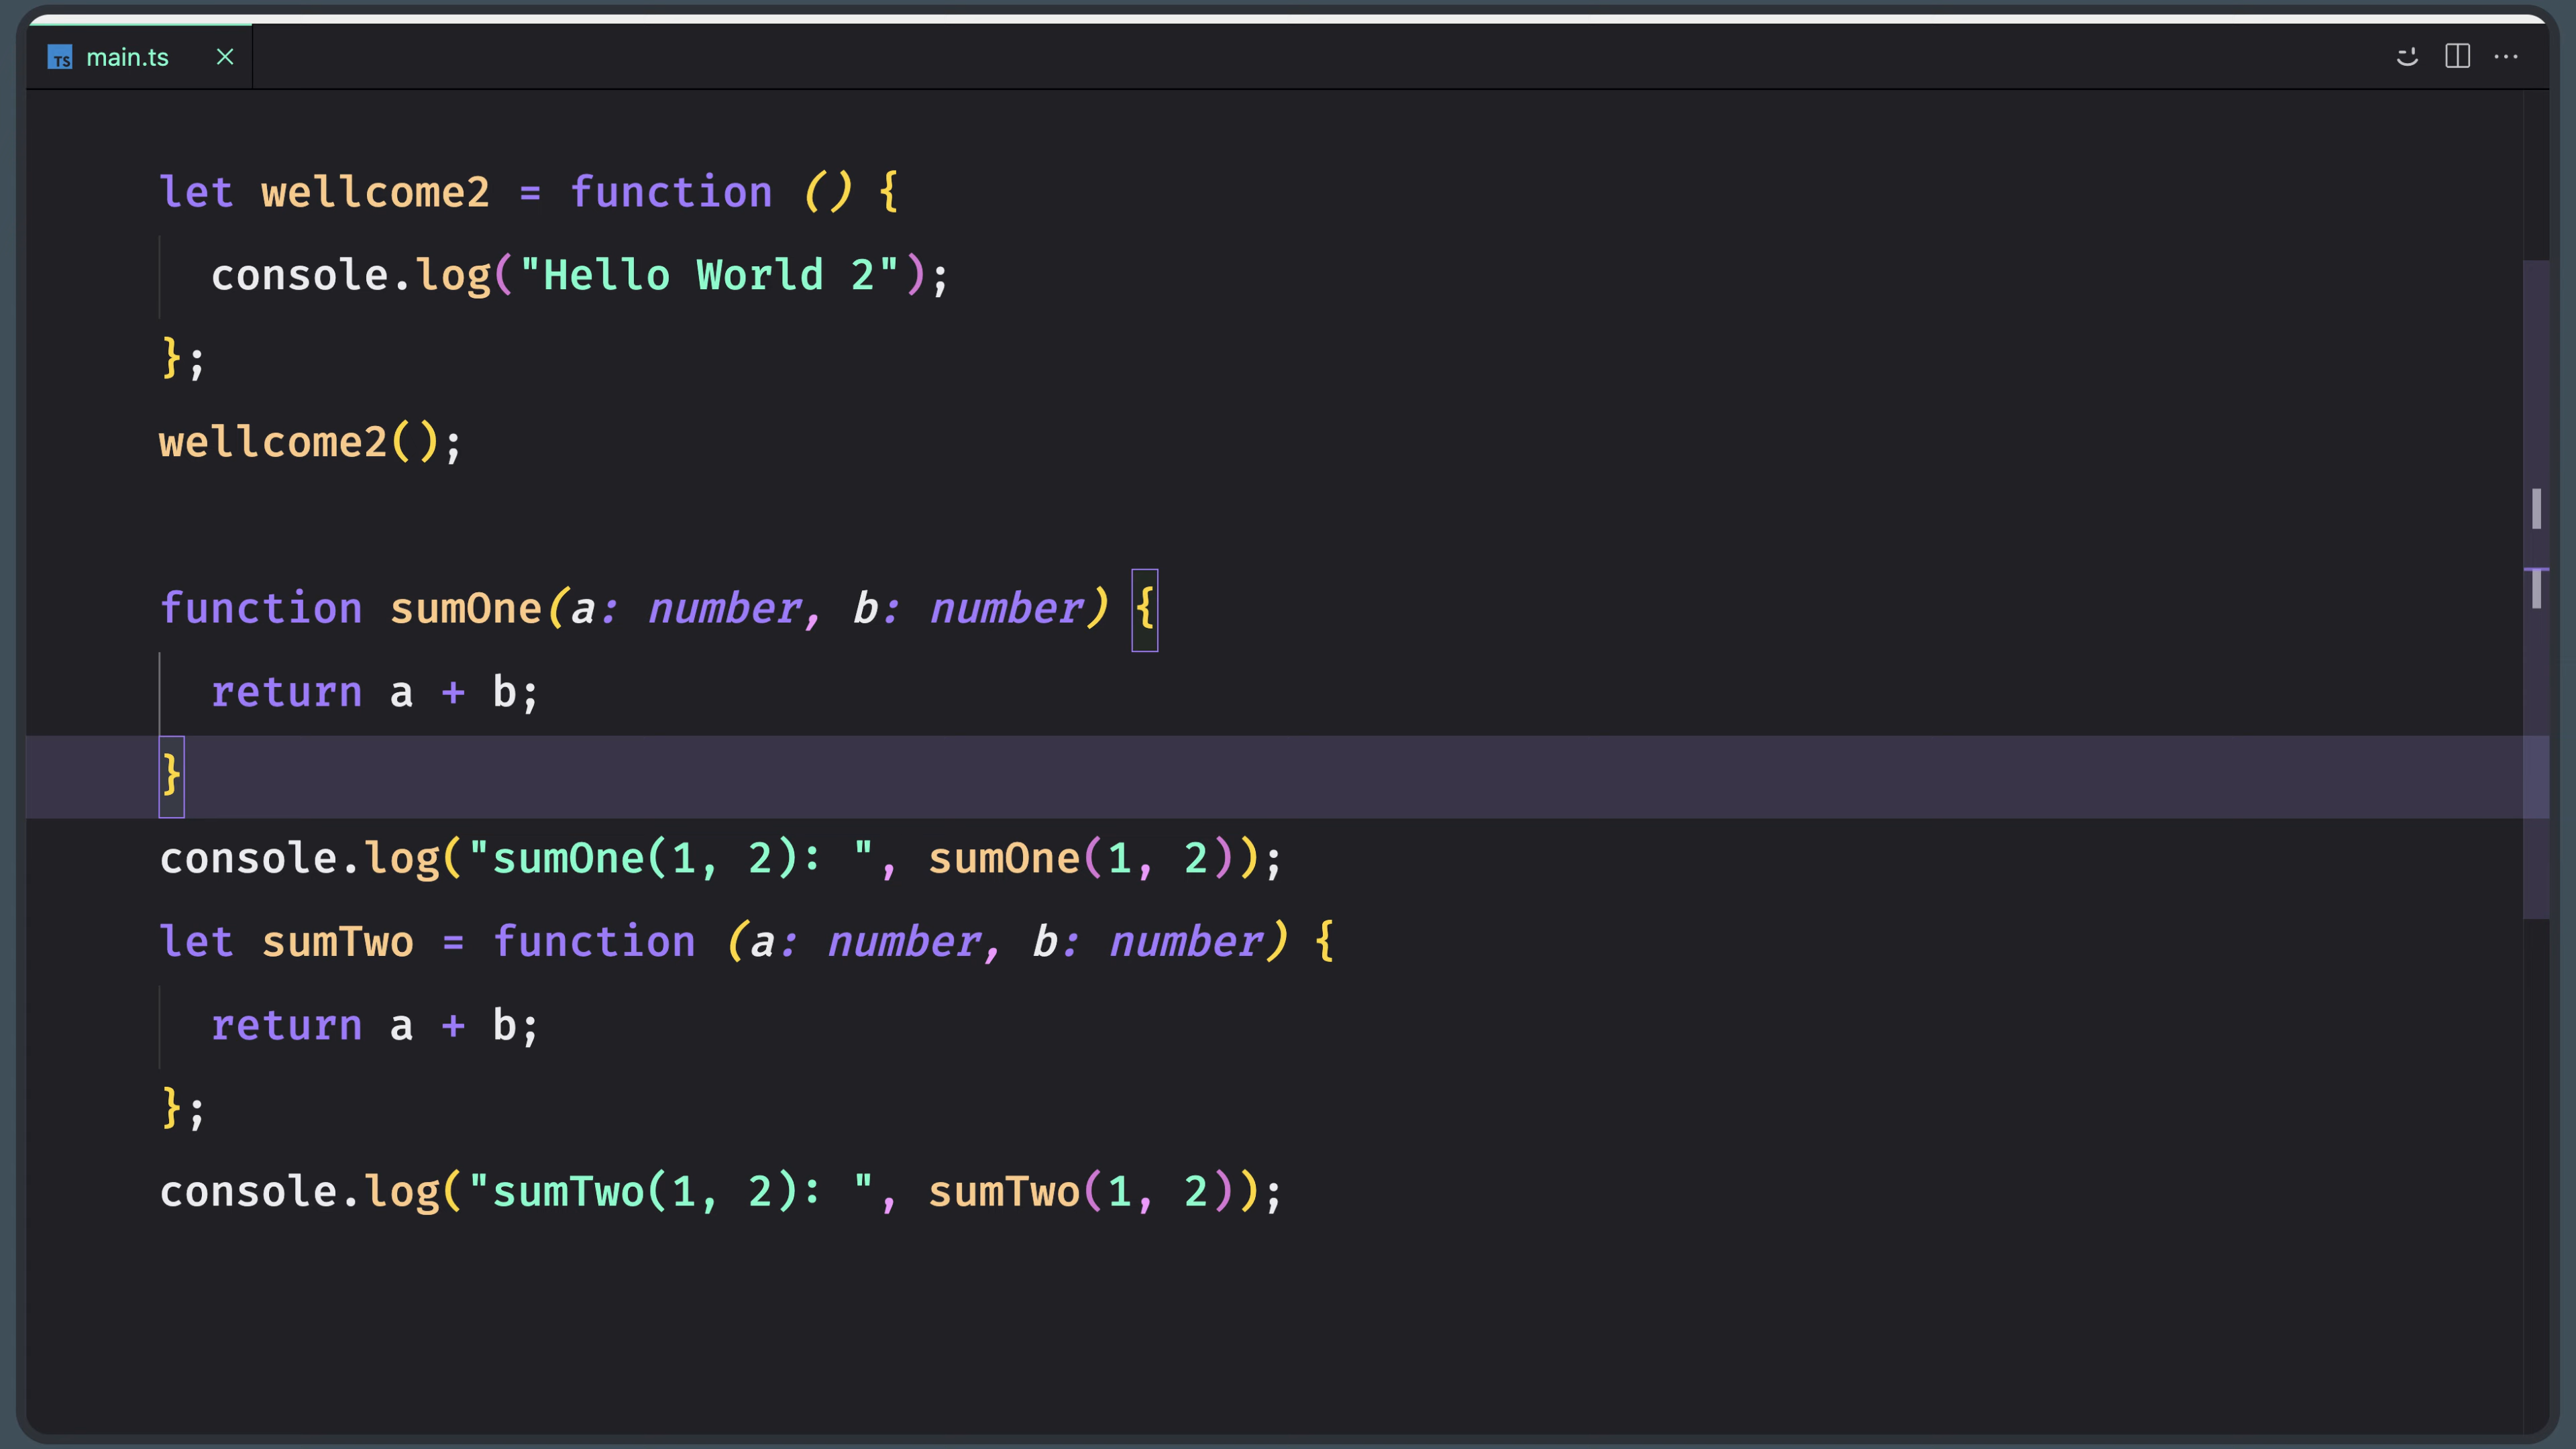 TS main.ts
let wellcome2 = function () {
  console.log("Hello World 2");
};
wellcome2();

function sumOne(a: number, b: number) {
  return a + b;
}
console.log("sumOne(1, 2): ", sumOne(1, 2));
let sumTwo = function (a: number, b: number) {
  return a + b;
};
console.log("sumTwo(1, 2): ", sumTwo(1, 2));